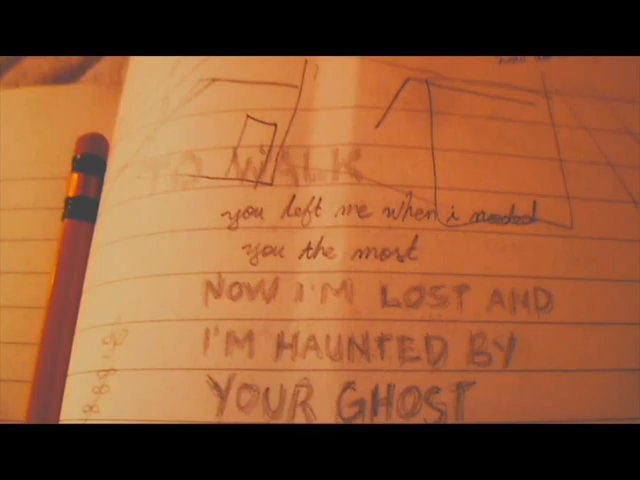 TO WALK
you left me when i needed
you the most
NOW I'M LOST AND
I'M HAUNTED BY
YOUR GHOST